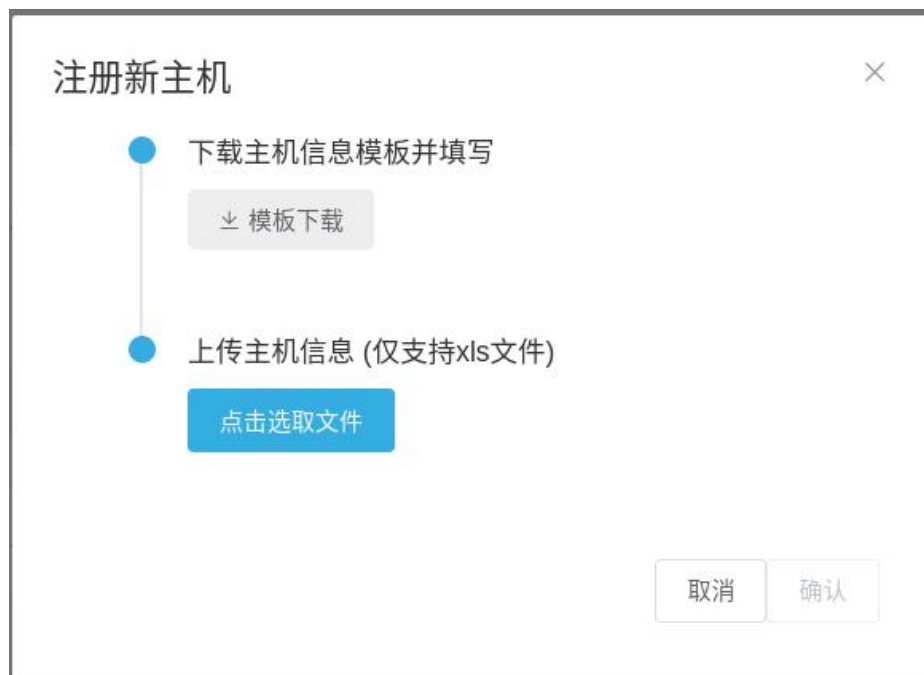 注册新主机
下载主机信息模板并填写
模板下载
上传主机信息 (仅支持xls文件)
点击选取文件
取消
确认